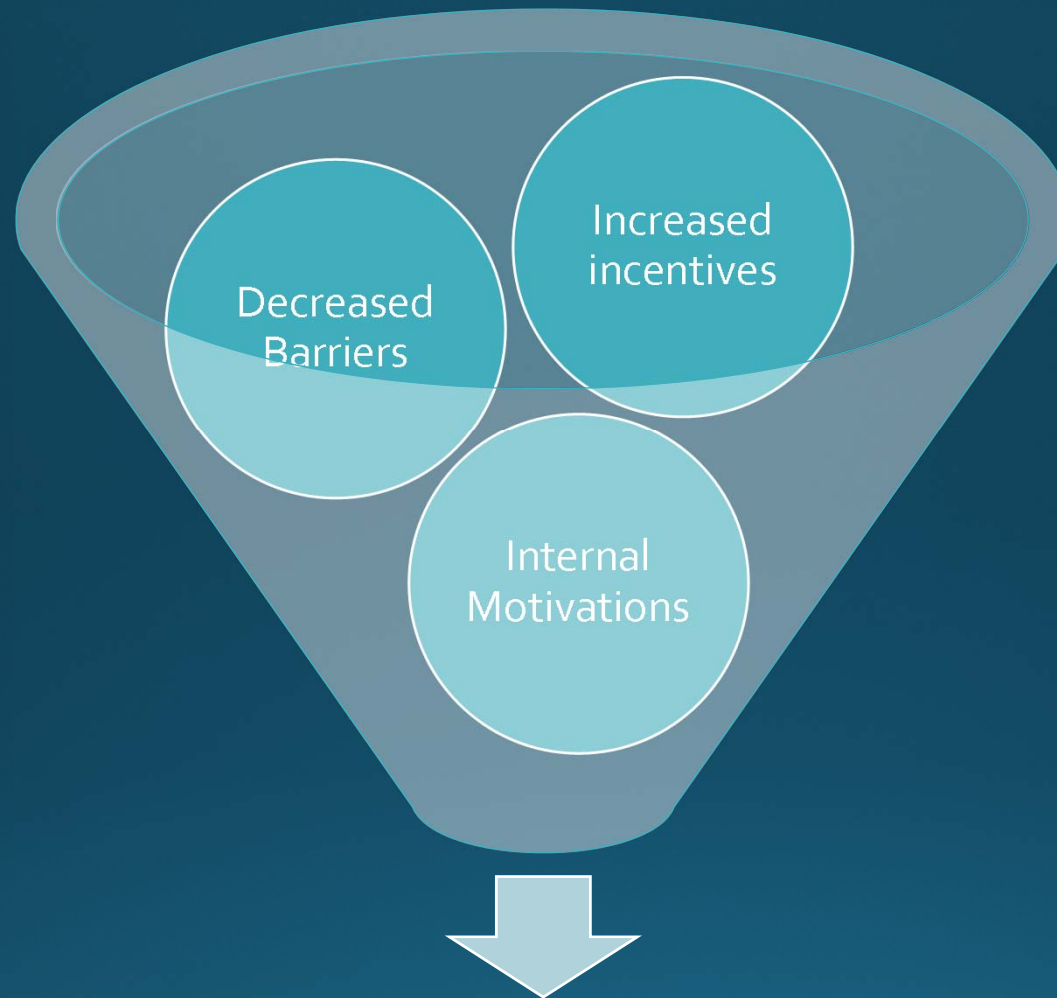 Increased
incentives
Decreased
Barriers
Internal
Motivations